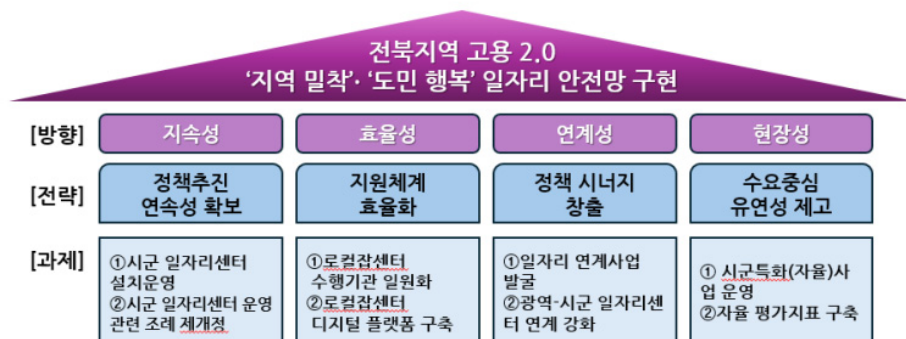 전북지역 고용 2.0
‘지역 밀착’· ‘도민 행복’ 일자리 안전망 구현
[방향] 지속성 효율성 연계성 현장성
[전략]
정책추진
연속성 확보
지원체계
효율화
정책 시너지
창출
수요중심
유연성 제고
[과제]
①시군 일자리센터
설치운영
②시군 일자리센터 운영
관련 조례 제개정
①로컬잡센터
수행기관 일원화
②로컬잡센터
디지털 플랫폼 구축
①일자리 연계사업
발굴
②광역-시군 일자리센
터 연계 강화
① 시군특화(자율)사
업 운영
②자율 평가지표 구축